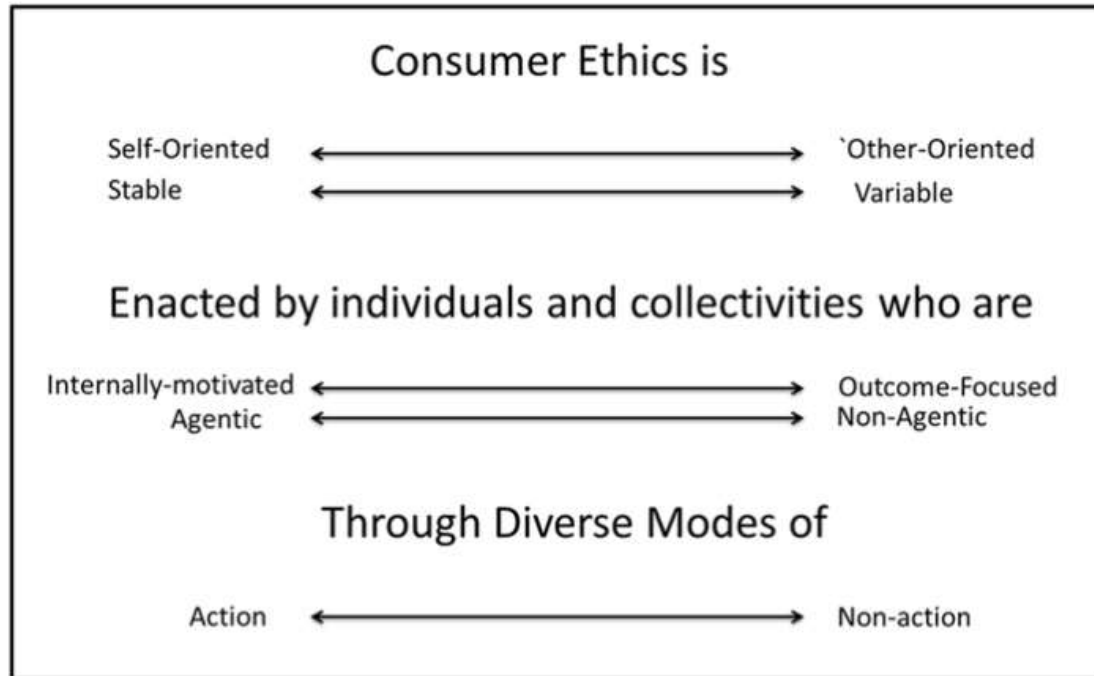 Consumer Ethics is
Self-Oriented `Other-Oriented
Stable Variable
Enacted by individuals and collectivities who are
Internally-motivated Outcome-Focused
Agentic Non-Agentic
Through Diverse Modes of
Action Non-action